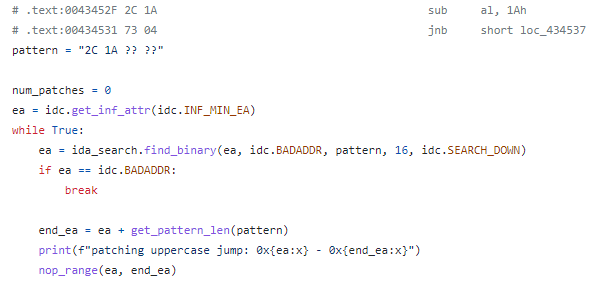 # .text:0043452F 2C 1A sub al, 1Ah
# .text:00434531 73 04 jnb short loc_434537
pattern = "2C 1A ?? ??"
num_patches = 0
ea = idc.get_inf_attr(idc.INF_MIN_EA)
while True:
    ea = ida_search.find_binary(ea, idc.BADADDR, pattern, 16, idc.SEARCH_DOWN)
    if ea == idc.BADADDR:
        break
    end_ea = ea + get_pattern_len(pattern)
    print(f"patching uppercase jump: 0x{ea:x} - 0x{end_ea:x}")
    nop_range(ea, end_ea)